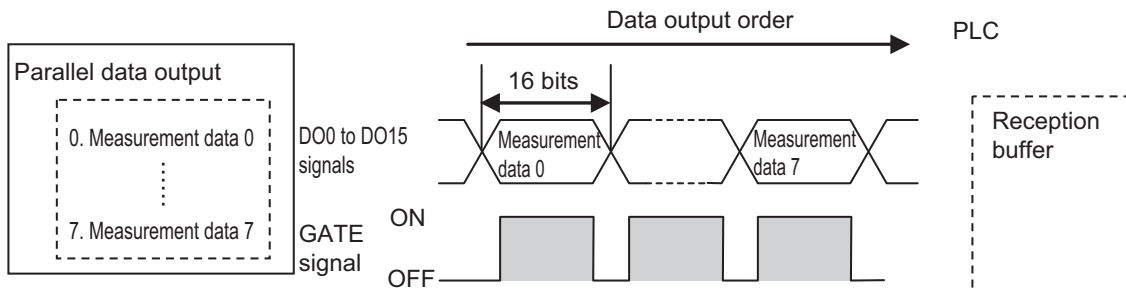 Data output order
PLC
Parallel data output
16 bits
0. Measurement data 0
7. Measurement data 7
DO0 to DO15
signals
Measurement
data 0
Measurement
data 7
Reception
buffer
GATE
signal
ON
OFF